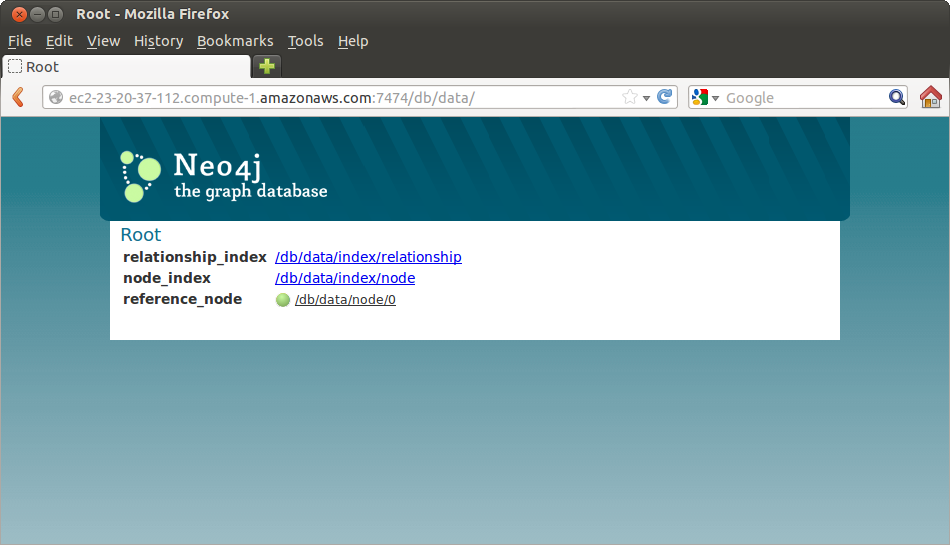 Root - Mozilla Firefox
File Edit View History Bookmarks Tools Help
Root
ec2-23-20-37-112.compute-1.amazonaws.com:7474/db/data/ Google
Neo4j
the graph database
Root
relationship_index /db/data/index/relationship
node_index /db/data/index/node
reference_node /db/data/node/0